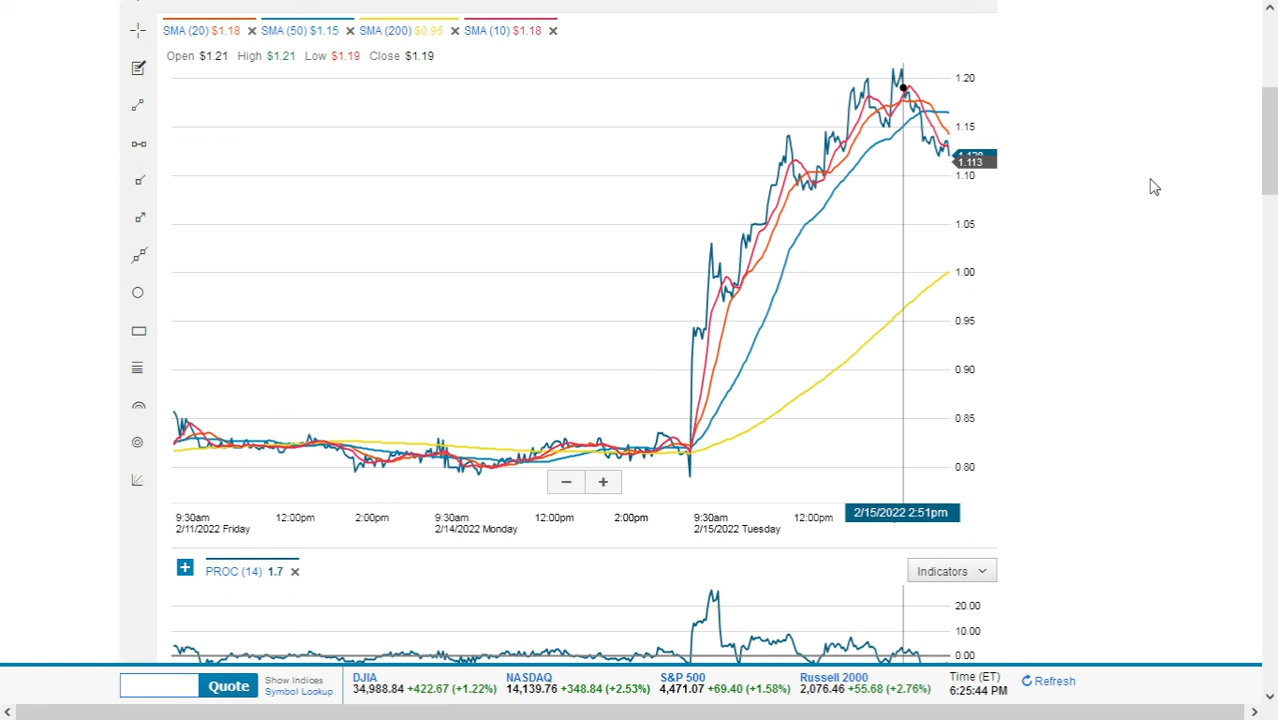 SMA (20) $1.18 × SMA (50) $1.15 × SMA (200) $0.96 × SMA (10) $1.18 ×
Open $1.21 High $1.21 Low $1.19 Close $1.19
1.20
1.15
1.113
1.10
1.05
1.00
0.95
0.90
0.85
0.80
− +
9:30am 12:00pm 2:00pm 9:30am 12:00pm 2:00pm 9:30am 12:00pm 2/15/2022 2:51pm
2/11/2022 Friday 2/14/2022 Monday 2/15/2022 Tuesday
+ PROC (14) 1.7 × Indicators
20.00
10.00
0.00
Quote
Show Indices
Symbol Lookup
DJIA
34,988.84 +422.67 (+1.22%)
NASDAQ
14,139.76 +348.84 (+2.53%)
S&P 500
4,471.07 +69.40 (+1.58%)
Russell 2000
2,076.46 +55.68 (+2.76%)
Time (ET)
6:25:44 PM
Refresh